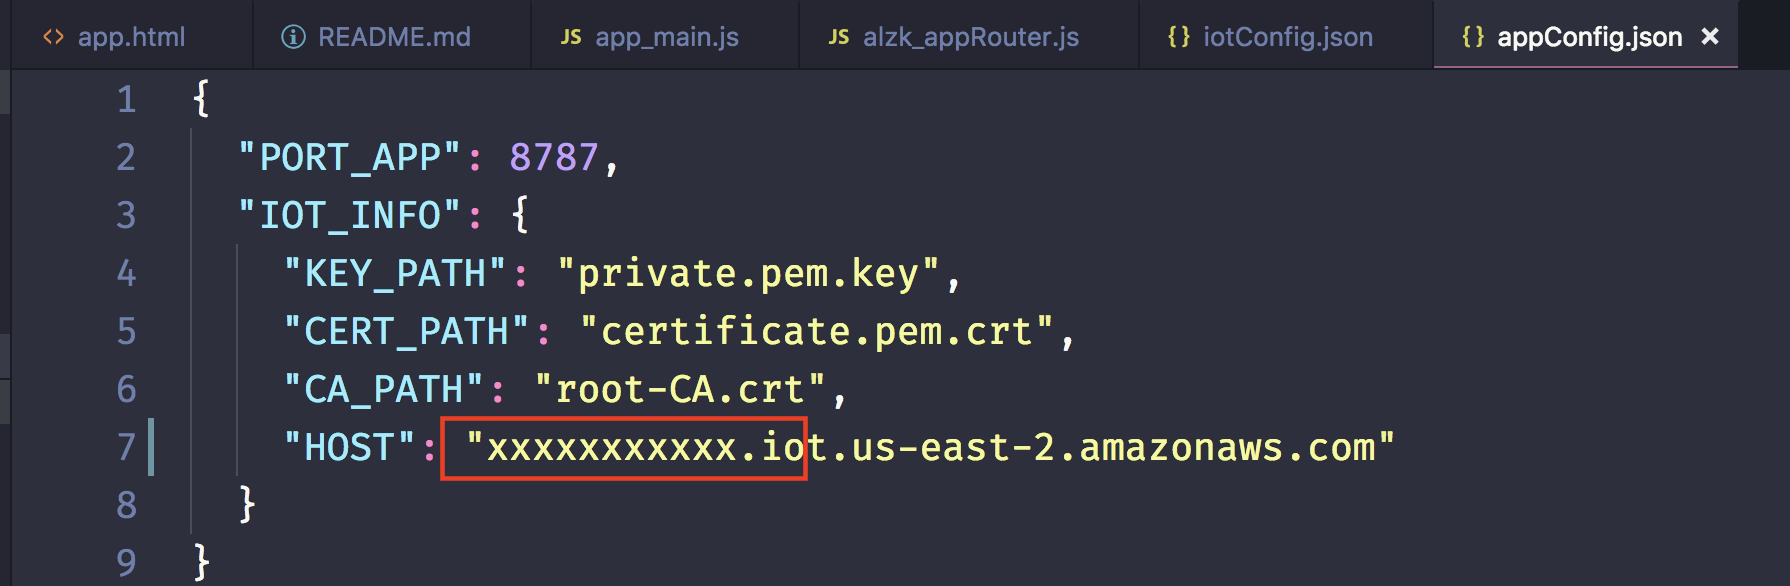 <> app.html README.md JS app_main.js JS alzk_appRouter.js {} iotConfig.json {} appConfig.json ×
1 {
2 "PORT_APP": 8787,
3 "IOT_INFO": {
4 "KEY_PATH": "private.pem.key",
5 "CERT_PATH": "certificate.pem.crt",
6 "CA_PATH": "root-CA.crt",
7 "HOST": "xxxxxxxxxxx.iot.us-east-2.amazonaws.com"
8 }
9 }